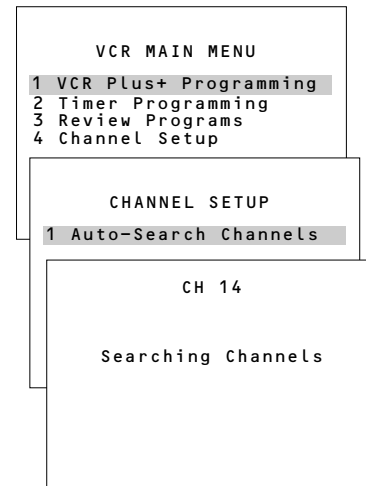 VCR MAIN MENU
1 VCR Plus+ Programming
2 Timer Programming
3 Review Programs
4 Channel Setup
CHANNEL SETUP
1 Auto-Search Channels
CH 14
Searching Channels